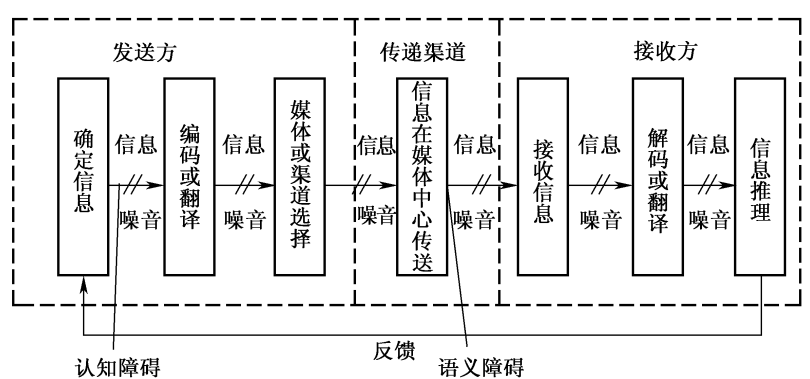 发送方
传递渠道
接收方
确定信息
信息
噪音
编码或翻译
信息
噪音
媒体或渠道选择
信息
噪音
信息在媒体中心传送
信息
噪音
接收信息
信息
噪音
解码或翻译
信息
噪音
信息推理
反馈
认知障碍
语义障碍